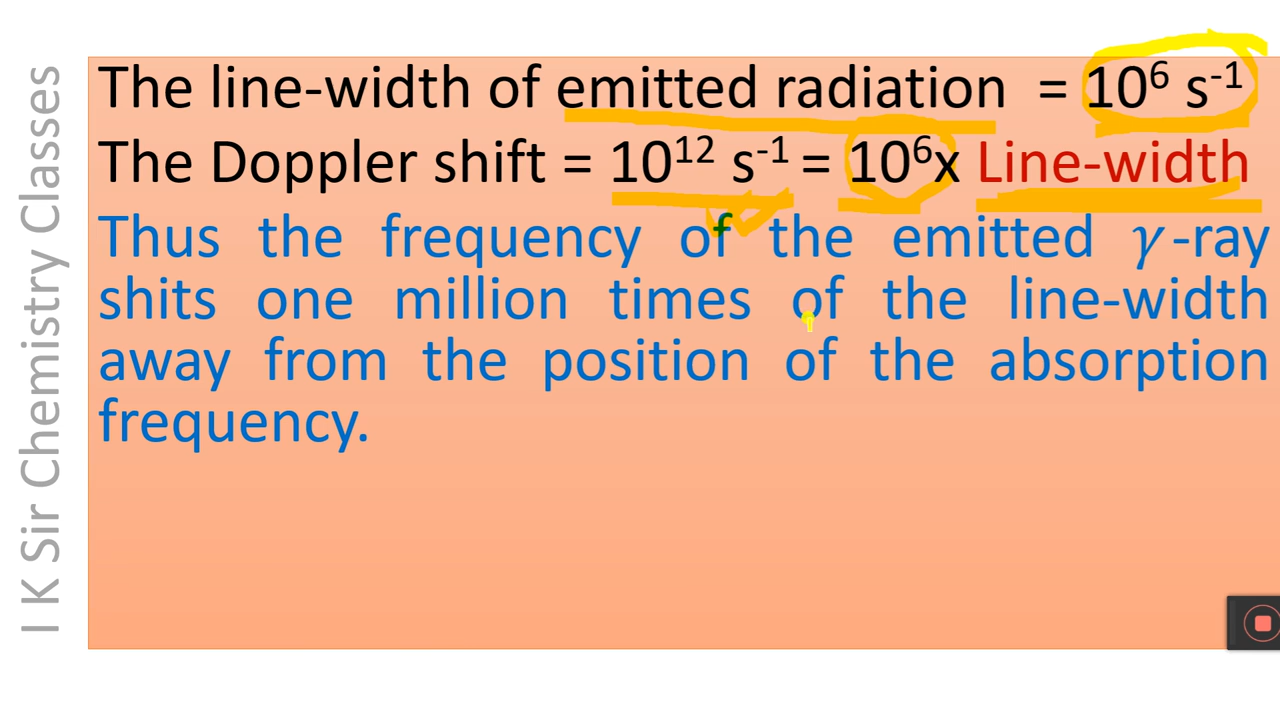 I K Sir Chemistry Classes
The line-width of emitted radiation = 10⁶ s⁻¹
The Doppler shift = 10¹² s⁻¹ = 10⁶x Line-width
Thus the frequency of the emitted γ-ray
shits one million times of the line-width
away from the position of the absorption
frequency.